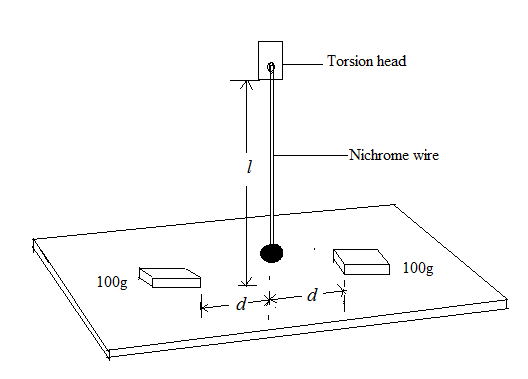 Torsion head
l
Nichrome wire
100g
100g
d
d